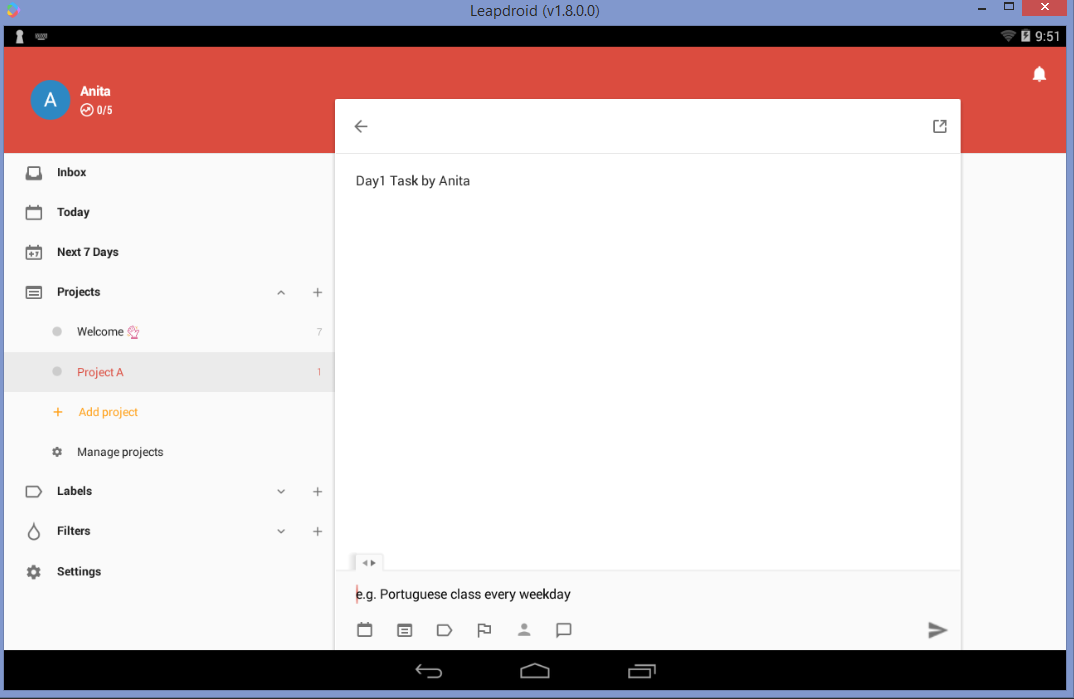 Leapdroid (v1.8.0.0)
9:51
A
Anita
0/5
Inbox
Today
+7
Next 7 Days
Projects
Welcome
7
Project A
1
Add project
Manage projects
Labels
Filters
Settings
Day1 Task by Anita
e.g. Portuguese class every weekday